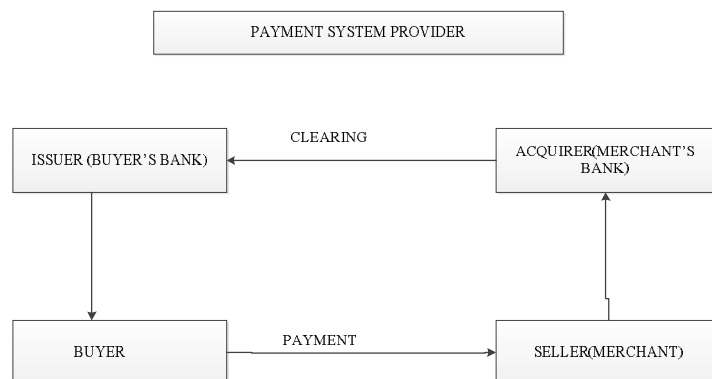 PAYMENT SYSTEM PROVIDER
CLEARING
ISSUER (BUYER'S BANK)
ACQUIRER(MERCHANT'S
BANK)
BUYER
PAYMENT
SELLER(MERCHANT)